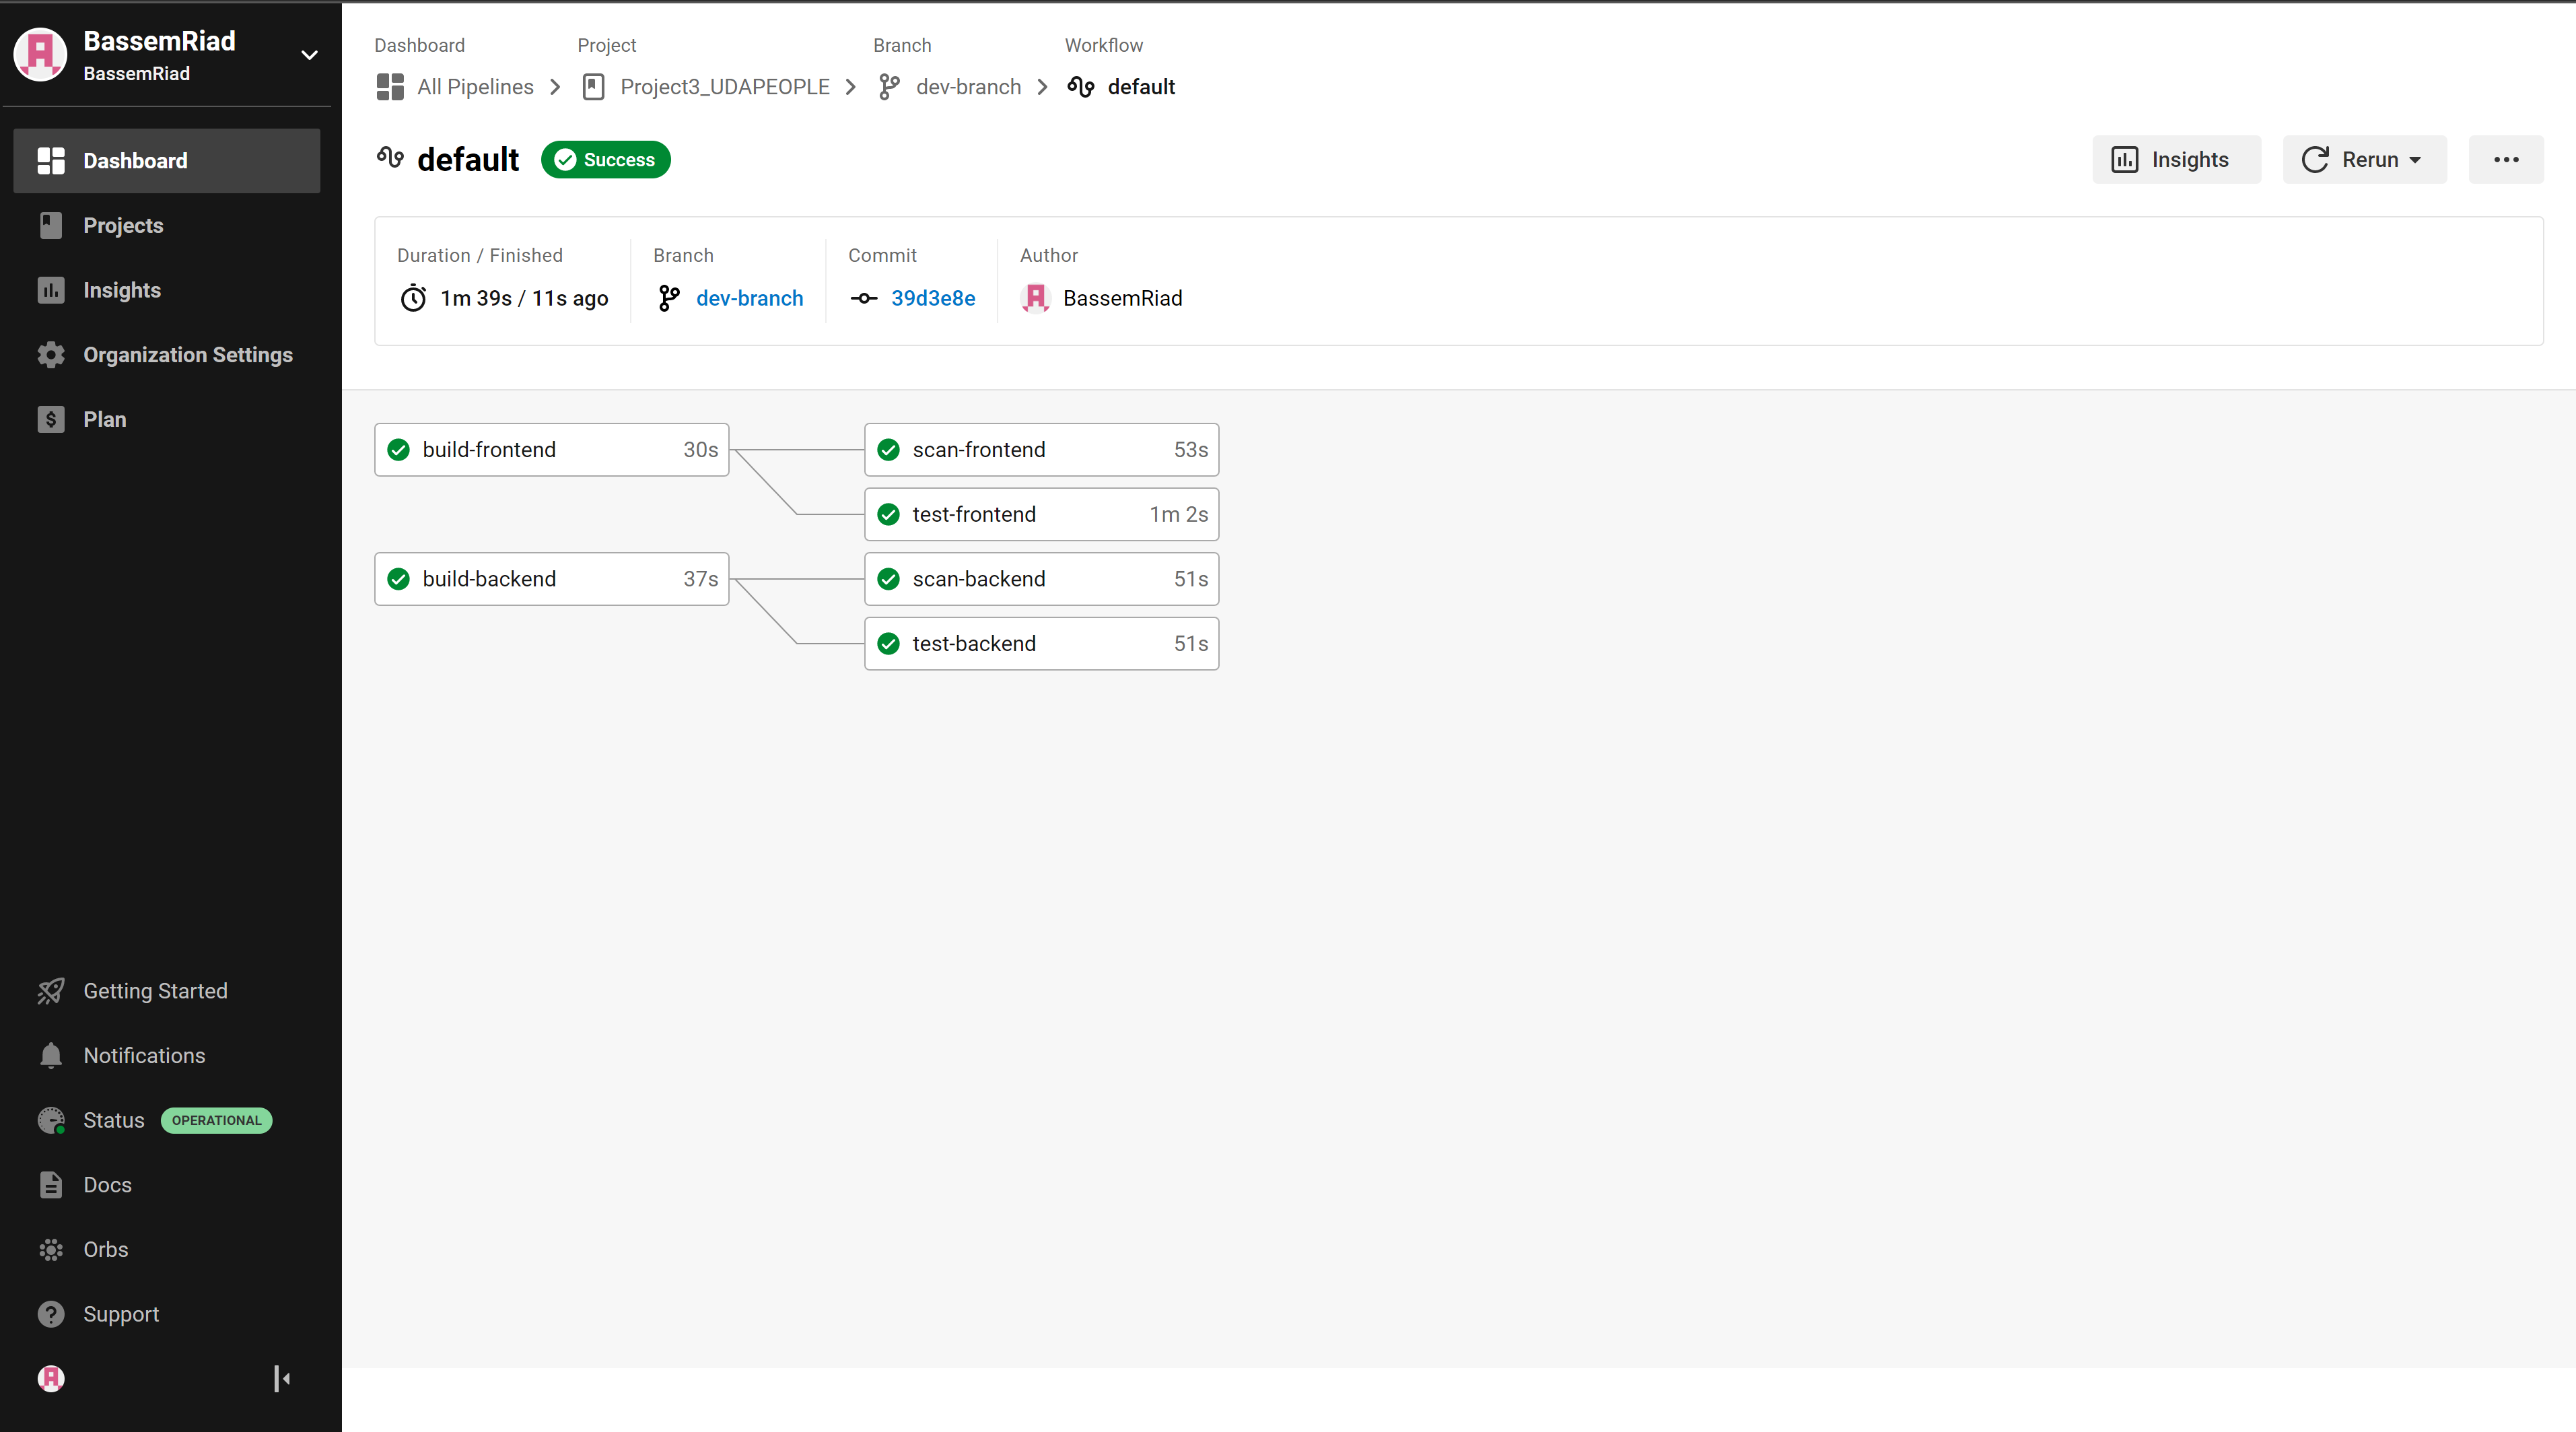 BassemRiad
BassemRiad
Dashboard
Projects
Insights
Organization Settings
Plan
Getting Started
Notifications
Status OPERATIONAL
Docs
Orbs
Support
Dashboard Project Branch Workflow
All Pipelines Project3_UDAPEOPLE dev-branch default
default Success
Insights Rerun
Duration / Finished Branch Commit Author
1m 39s / 11s ago dev-branch 39d3e8e BassemRiad
build-frontend 30s scan-frontend 53s
test-frontend 1m 2s
build-backend 37s scan-backend 51s
test-backend 51s